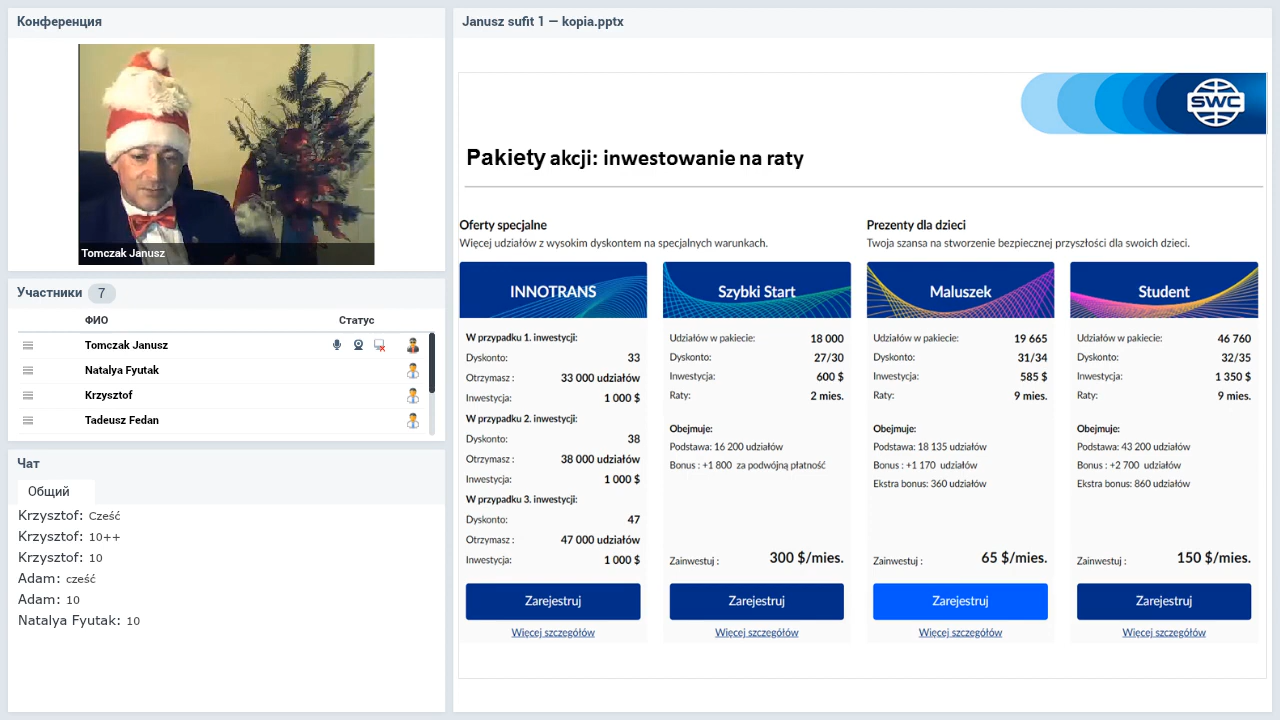 Конференция
Tomczak Janusz
Участники 7
ФИО Статус
Tomczak Janusz
Natalya Fyutak
Krzysztof
Tadeusz Fedan
Чат
Общий
Krzysztof: Cześć
Krzysztof: 10++
Krzysztof: 10
Adam: cześć
Adam: 10
Natalya Fyutak: 10
Janusz sufit 1 — kopia.pptx
SWC
Pakiety akcji: inwestowanie na raty
Oferty specjalne
Więcej udziałów z wysokim dyskontem na specjalnych warunkach.
INNOTRANS
W przypadku 1. inwestycji:
Dyskonto: 33
Otrzymasz : 33 000 udziałów
Inwestycja: 1 000 $
W przypadku 2. inwestycji:
Dyskonto: 38
Otrzymasz : 38 000 udziałów
Inwestycja: 1 000 $
W przypadku 3. inwestycji:
Dyskonto: 47
Otrzymasz : 47 000 udziałów
Inwestycja: 1 000 $
Zarejestruj
Więcej szczegółów
Szybki Start
Udziałów w pakiecie: 18 000
Dyskonto: 27/30
Inwestycja: 600 $
Raty: 2 mies.
Obejmuje:
Podstawa: 16 200 udziałów
Bonus : +1 800 za podwójną płatność
Zainwestuj : 300 $/mies.
Zarejestruj
Więcej szczegółów
Prezenty dla dzieci
Twoja szansa na stworzenie bezpiecznej przyszłości dla swoich dzieci.
Maluszek
Udziałów w pakiecie: 19 665
Dyskonto: 31/34
Inwestycja: 585 $
Raty: 9 mies.
Obejmuje:
Podstawa: 18 135 udziałów
Bonus : +1 170 udziałów
Ekstra bonus: 360 udziałów
Zainwestuj : 65 $/mies.
Zarejestruj
Więcej szczegółów
Student
Udziałów w pakiecie: 46 760
Dyskonto: 32/35
Inwestycja: 1 350 $
Raty: 9 mies.
Obejmuje:
Podstawa: 43 200 udziałów
Bonus : +2 700 udziałów
Ekstra bonus: 860 udziałów
Zainwestuj : 150 $/mies.
Zarejestruj
Więcej szczegółów